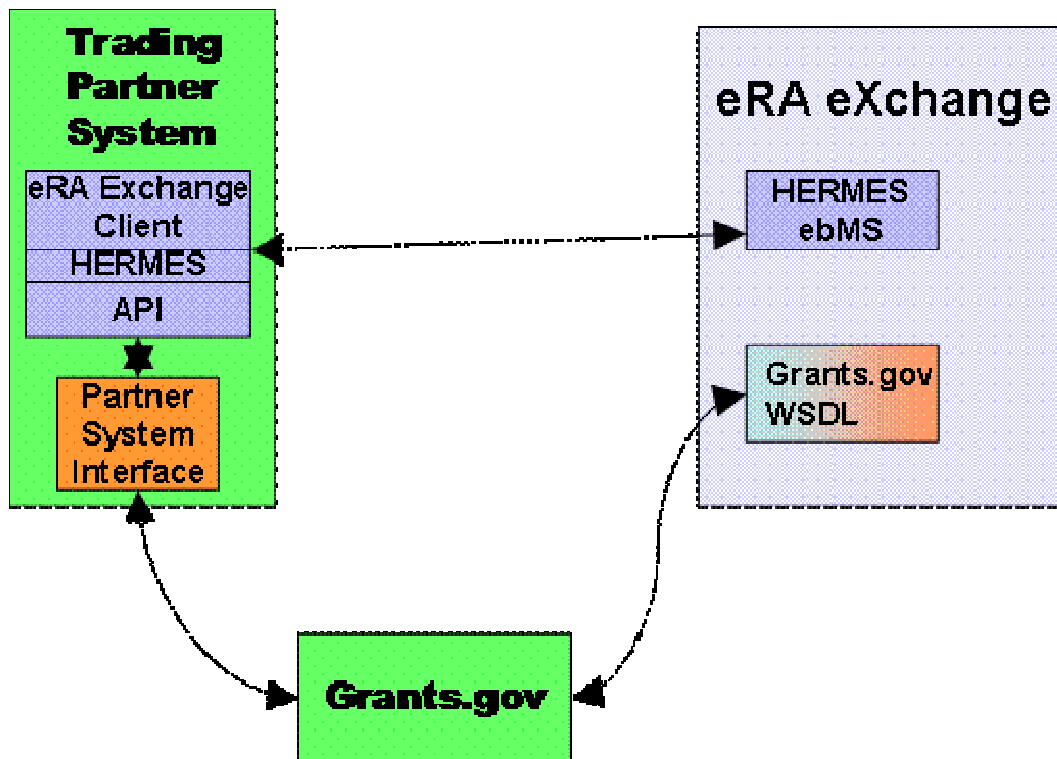 Trading
Partner
System
eRA Exchange
Client
HERMES
API
Partner
System
Interface
eRA eXchange
HERMES
ebMS
Grants.gov
WSDL
Grants.gov